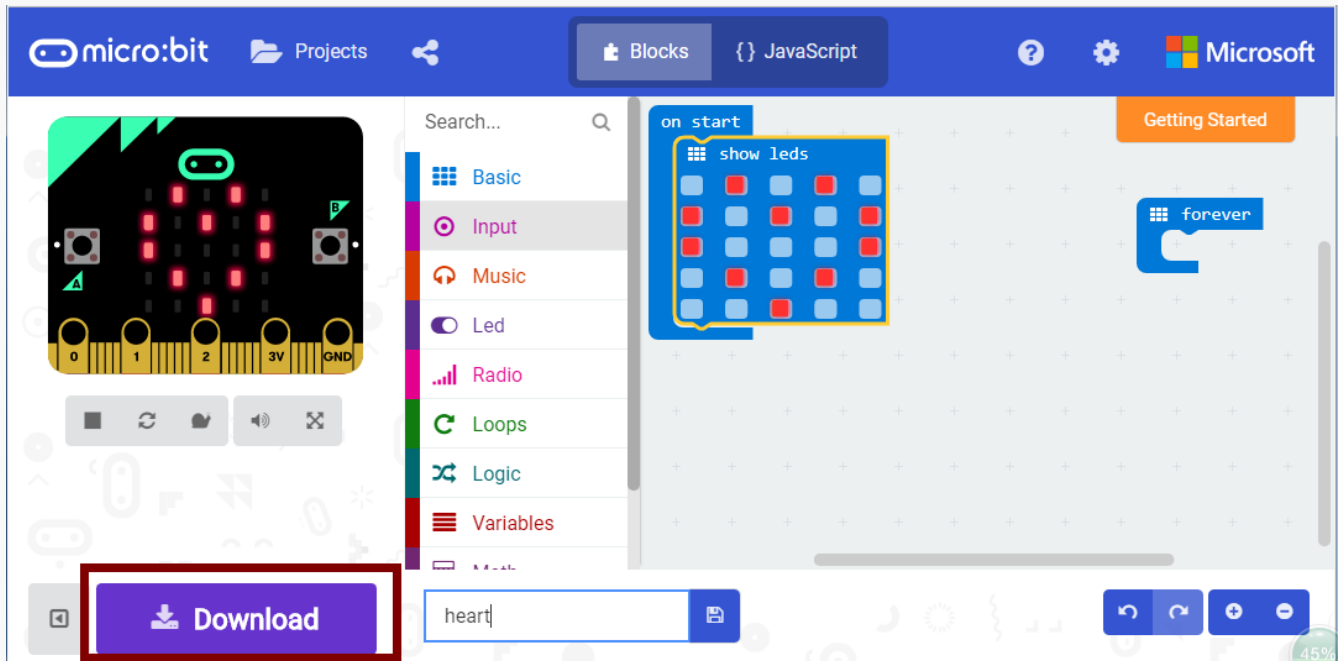 micro:bit Projects Blocks {} JavaScript ? Microsoft
Search...
on start
Getting Started
show leds
Basic
forever
Input
B
Music
A
Led
0 1 2 3V GND
Radio
Loops
Logic
Variables
Math
Download
heart
45%